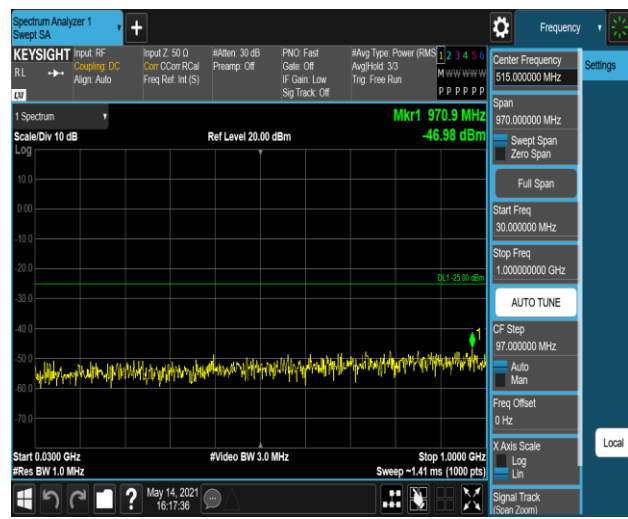 Spectrum Analyzer 1
Swept SA
+
Frequency
KEYSIGHT
RL
LXI
Input: RF
Coupling: DC
Align: Auto
Input Z: 50 Ω
Corr CCorr RCal
Freq Ref: Int (S)
#Atten: 30 dB
Preamp: Off
PNO: Fast
Gate: Off
IF Gain: Low
Sig Track: Off
#Avg Type: Power (RMS
Avg|Hold: 3/3
Trig: Free Run
1 2 3 4 5 6
M W W W W W
P P P P P P
1 Spectrum
Scale/Div 10 dB
Log
Ref Level 20.00 dBm
Mkr1 970.9 MHz
-46.98 dBm
10.0
0.00
-10.0
-20.0
DL1 -25.00 dBm
-30.0
-40.0
1
-50.0
-60.0
-70.0
Start 0.0300 GHz
#Res BW 1.0 MHz
#Video BW 3.0 MHz
Stop 1.0000 GHz
Sweep ~1.41 ms (1000 pts)
Center Frequency
515.000000 MHz
Settings
Span
970.000000 MHz
Swept Span
Zero Span
Full Span
Start Freq
30.000000 MHz
Stop Freq
1.000000000 GHz
AUTO TUNE
CF Step
97.000000 MHz
Auto
Man
Freq Offset
0 Hz
X Axis Scale
Log
Lin
Local
Signal Track
(Span Zoom)
?
May 14, 2021
16:17:36